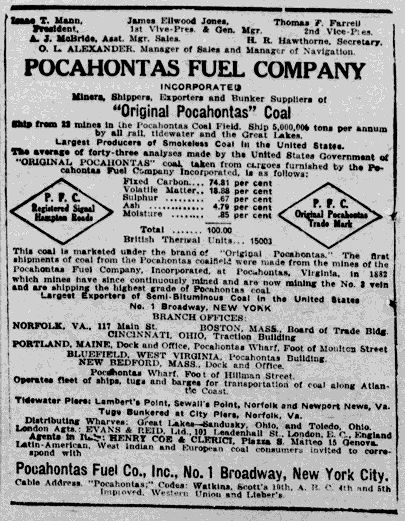 Isaac T. Mann,
President,
James Ellwood Jones,
1st Vive-Pres. & Gen. Mgr.
Thomas F. Farrell
2nd Vice-Pres.
A. J. McBride, Asst. Mgr. Sales.
H. R. Hawthorne, Secretary.
O. L. ALEXANDER, Manager of Sales and Manager of Navigation.
POCAHONTAS FUEL COMPANY
INCORPORATED
Miners, Shippers, Exporters and Bunker Suppliers of
"Original Pocahontas" Coal
Ship from 23 mines in the Pocahontas Coal Field. Ship 5,000,000 tons per annum
by all rail, tidewater and the Great Lakes.
Largest Producers of Smokeless Coal in the United States.
The average of forty-three analyses made by the United States Government of
"ORIGINAL POCAHONTAS" coal, taken from cargoes furnished by the Po-
cahontas Fuel Company Incorporated, is as follows:
P. F. C.
Registered Signal
Hampton Roads
Fixed Carbon.... 74.81 per cent
Volatile Matter.. 18.88 per cent
Sulphur .67 per cent
Ash 4.79 per cent
Moisture .85 per cent
Total 100.00
British Thermal Units... 15003
P. F. C.
Original Pocahontas
Trade Mark
This coal is marketed under the brand of "Original Pocahontas." The first
shipments of coal from the Pocahontas coalfield were made from the mines of the
Pocahontas Fuel Company, Incorporated, at Pocahontas, Virginia, in 1882
which mines have since continuously mined and are now mining the No. 3 vein
and are shipping the highest grade of Pocahontas coal.
Largest Exporters of Semi-Bituminous Coal in the United States
No. 1 Broadway, NEW YORK
BRANCH OFFICES:
NORFOLK, VA., 117 Main St. BOSTON, MASS., Board of Trade Bldg.
CINCINNATI, OHIO, Traction Building
PORTLAND, MAINE, Dock and Office, Pocahontas Wharf, Foot of Moulton Street
BLUEFIELD, WEST VIRGINIA, Pocahontas Building.
NEW BEDFORD, MASS., Dock and Office.
Pocahontas Wharf, Foot of Hillman Street.
Operates fleet of ships, tugs and barges for transportation of coal along Atlan-
tic Coast.
Tidewater Piers: Lambert's Point, Sewall's Point, Norfolk and Newport News, Va.
Tugs Bunkered at City Piers, Norfolk, Va.
Distributing Wharves: Great Lakes—Sandusky, Ohio, and Toledo, Ohio.
London Agts.: EVANS & REID, Ltd., 101 Leadenhall St., London, E. C., England
Agents in Italy: HENRY COE & CLERICI, Piazza S. Matteo 15 Genova.
Latin-American, West Indian and European coal consumers invited to corre-
spond with
Pocahontas Fuel Co., Inc., No. 1 Broadway, New York City.
Cable Address, "Pocahontas;" Codes: Watkins, Scott's 10th, A. B. C. 4th and 5th
Improved, Western Union and Lieber's.